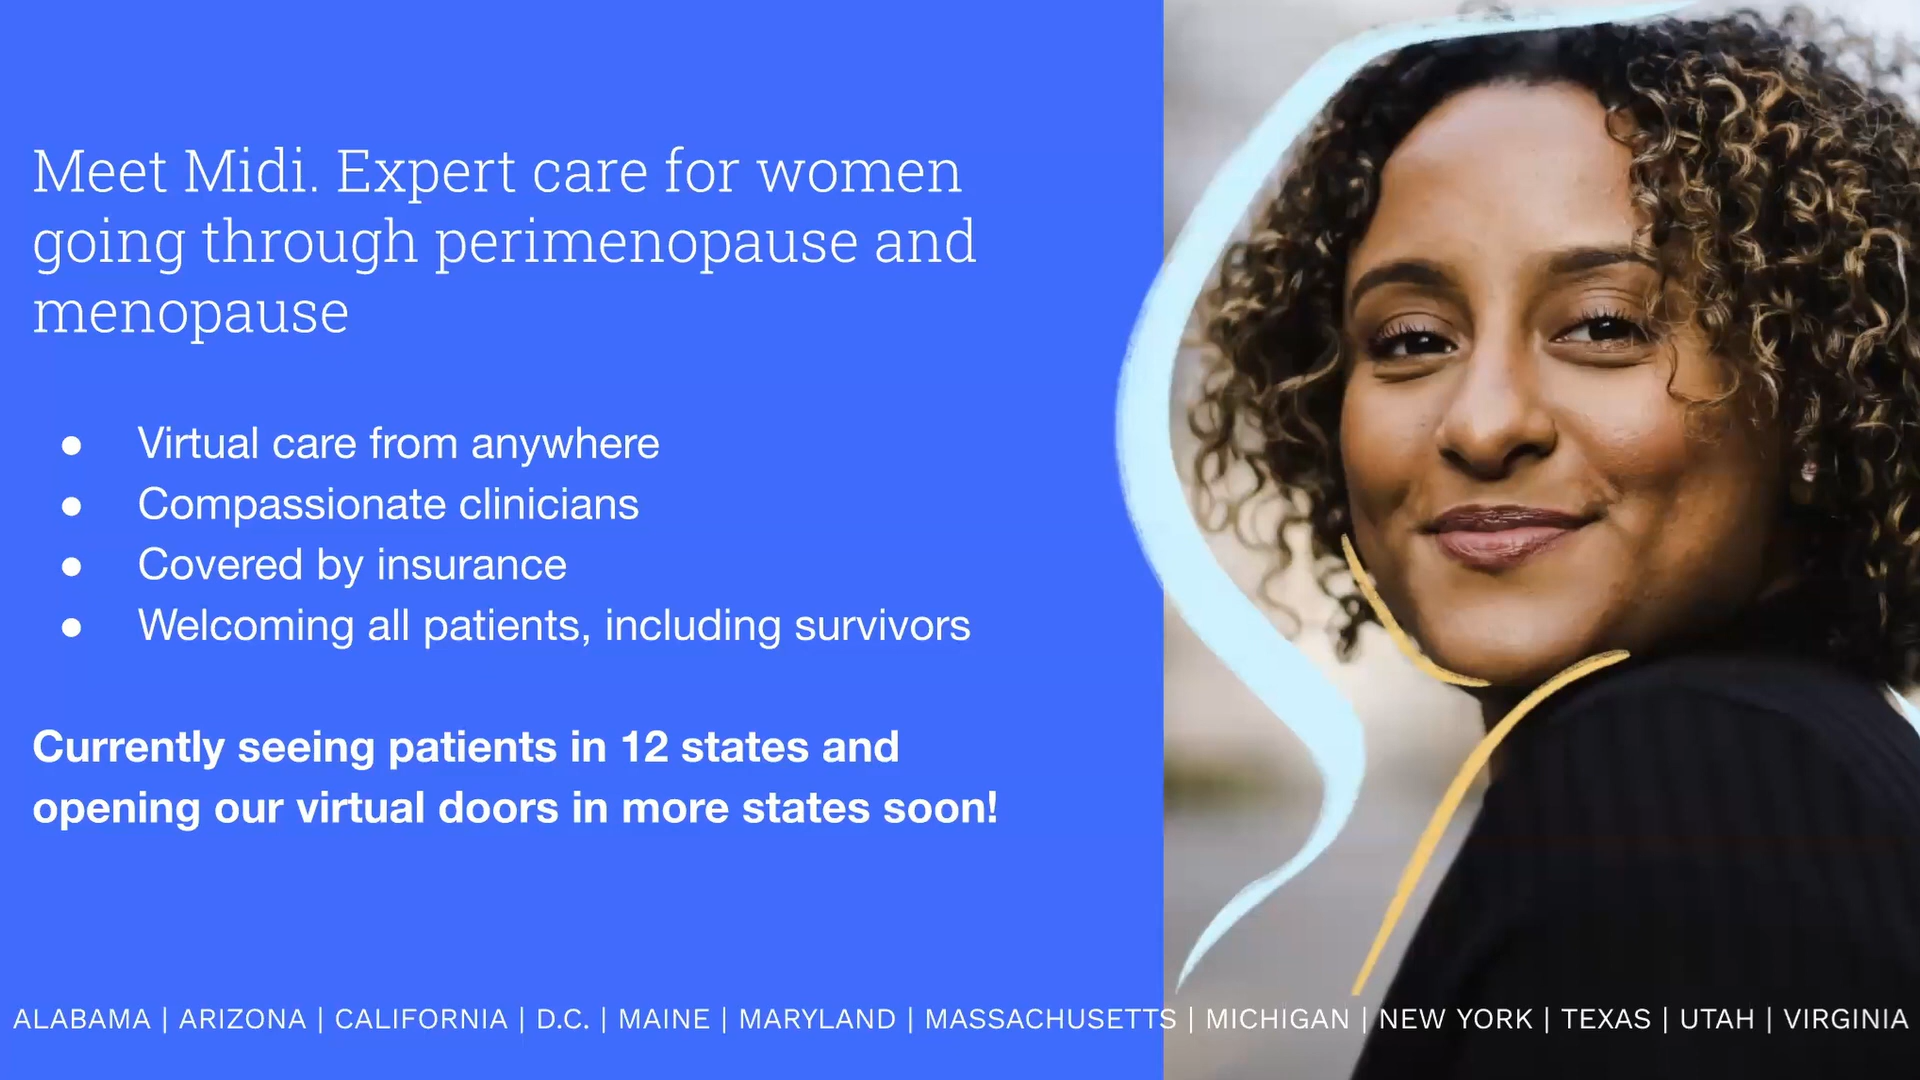 Meet Midi. Expert care for women
going through perimenopause and
menopause
● Virtual care from anywhere
● Compassionate clinicians
● Covered by insurance
● Welcoming all patients, including survivors
Currently seeing patients in 12 states and
opening our virtual doors in more states soon!
ALABAMA | ARIZONA | CALIFORNIA | D.C. | MAINE | MARYLAND | MASSACHUSETTS | MICHIGAN | NEW YORK | TEXAS | UTAH | VIRGINIA